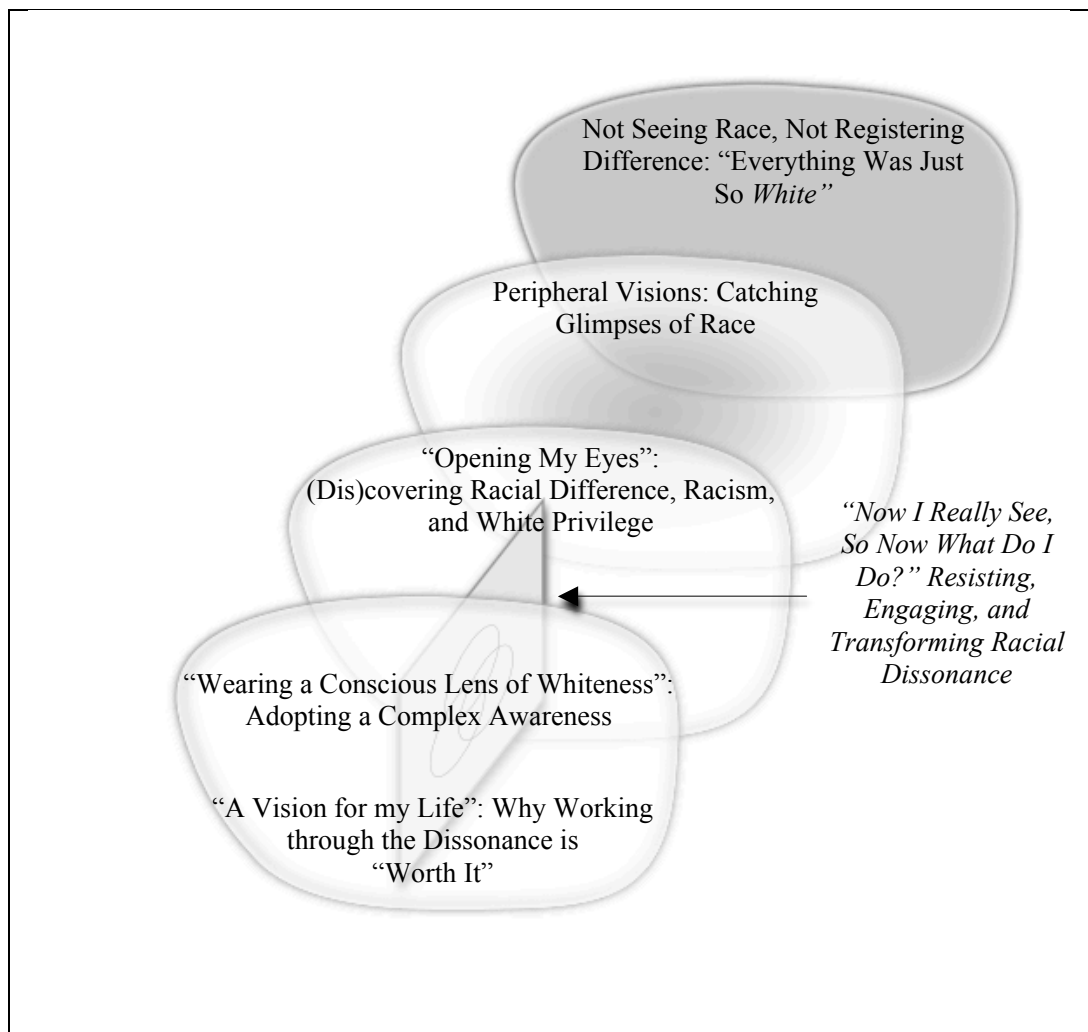 Not Seeing Race, Not Registering
Difference: “Everything Was Just
So White”
Peripheral Visions: Catching
Glimpses of Race
“Opening My Eyes”:
(Dis)covering Racial Difference, Racism,
and White Privilege
“Now I Really See,
So Now What Do I
Do?” Resisting,
Engaging, and
Transforming Racial
Dissonance
“Wearing a Conscious Lens of Whiteness”:
Adopting a Complex Awareness
“A Vision for my Life”: Why Working
through the Dissonance is
“Worth It”